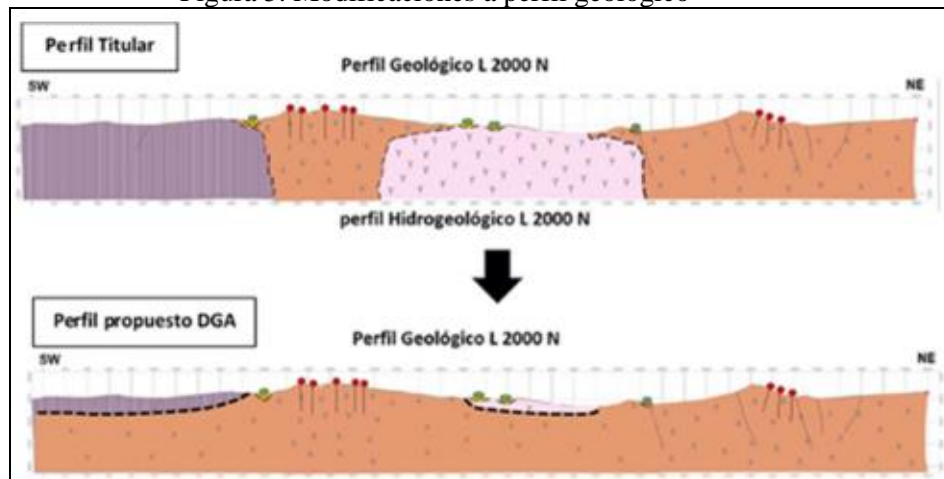 Figura 3. Modificaciones a perfil geológico
Perfil Titular
Perfil Geológico L 2000 N
SW
NE
perfil Hidrogeológico L 2000 N
Perfil propuesto DGA
Perfil Geológico L 2000 N
SW
NE